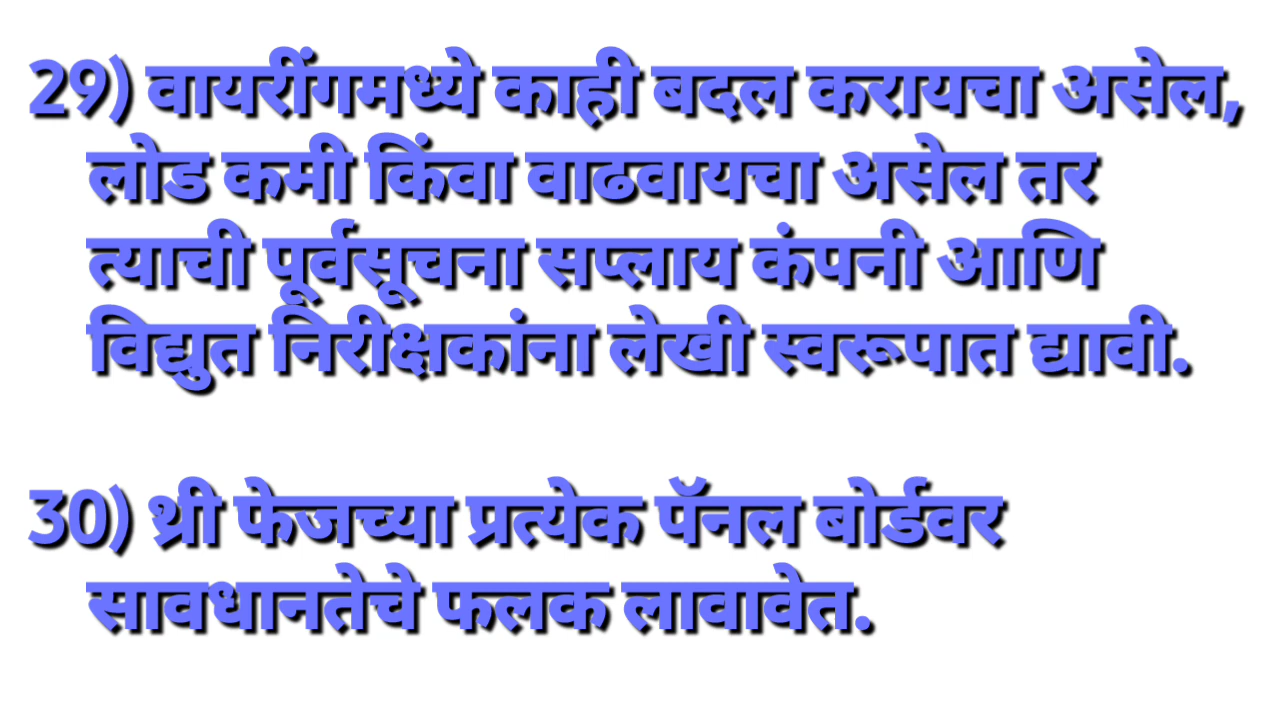 29) वायरींगमध्ये काही बदल करायचा असेल,
लोड कमी किंवा वाढवायचा असेल तर
त्याची पूर्वसूचना सप्लाय कंपनी आणि
विद्युत निरीक्षकांना लेखी स्वरूपात द्यावी.
30) थ्री फेजच्या प्रत्येक पॅनल बोर्डवर
सावधानतेचे फलक लावावेत.